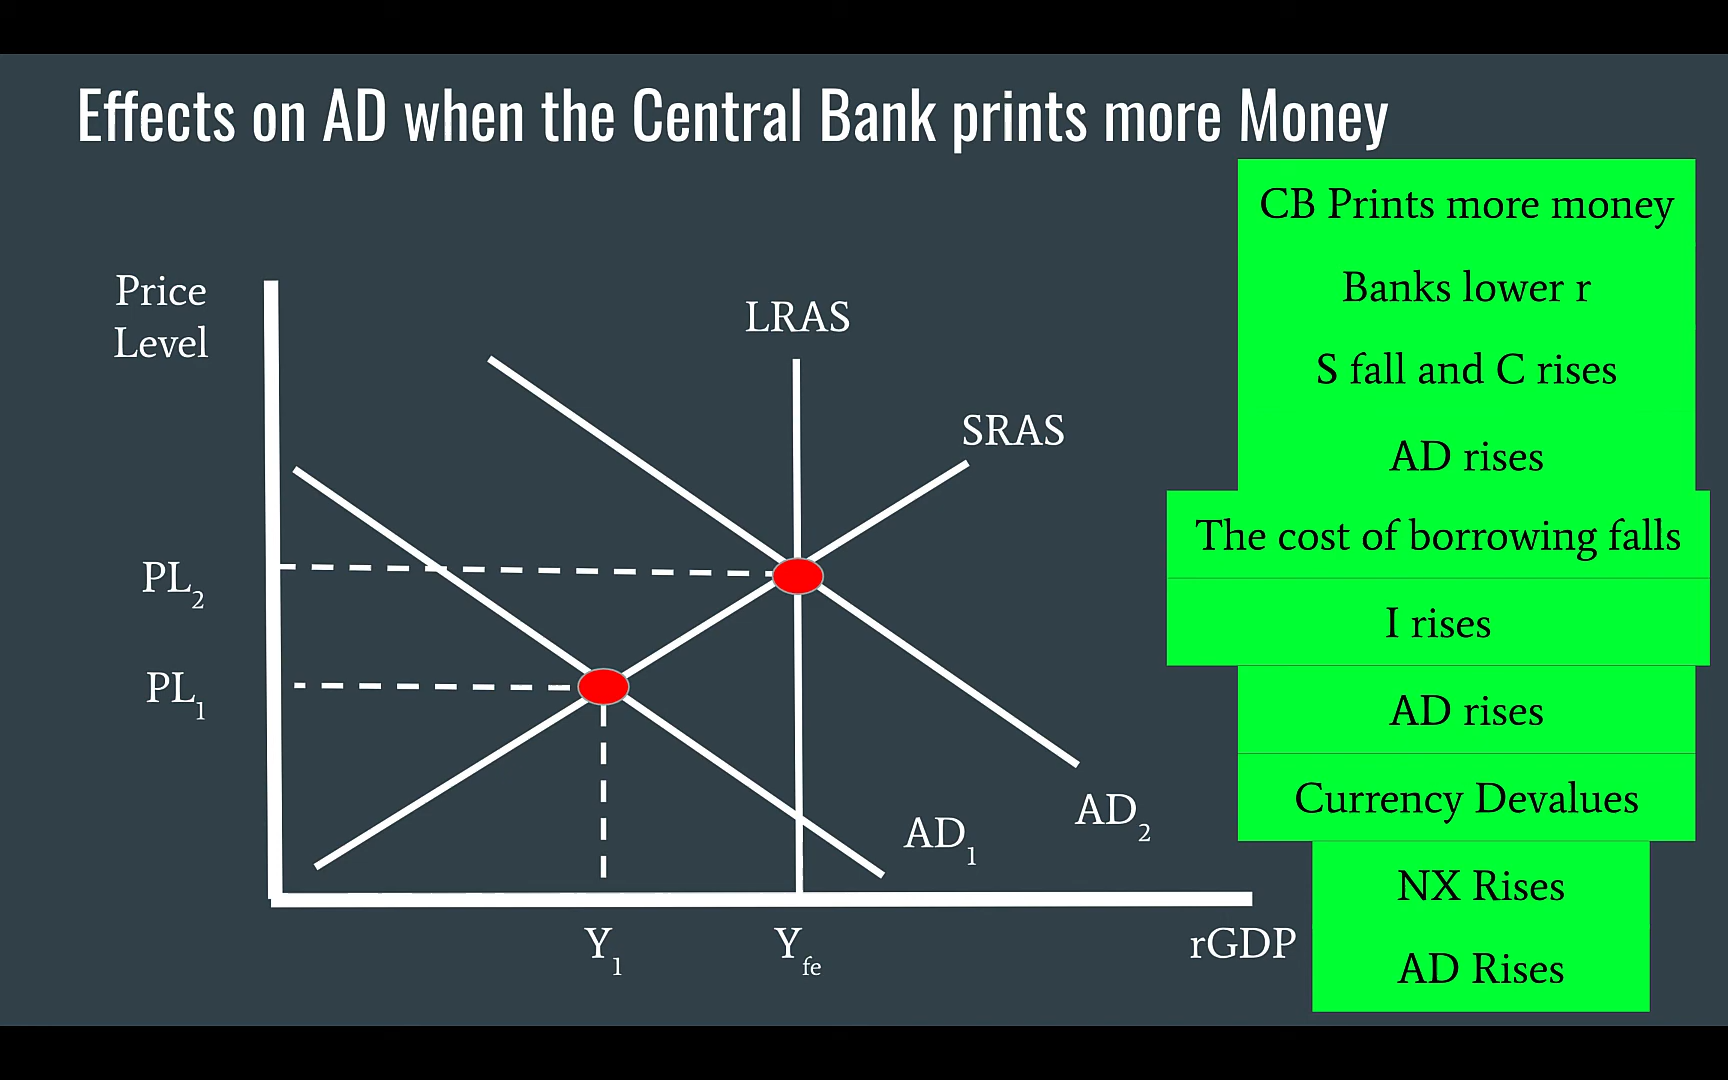 Effects on AD when the Central Bank prints more Money
CB Prints more money
Banks lower r
S fall and C rises
AD rises
The cost of borrowing falls
I rises
AD rises
Currency Devalues
NX Rises
AD Rises
Price
Level
LRAS
SRAS
PL2
PL1
AD1
AD2
Y1
Yfe
rGDP